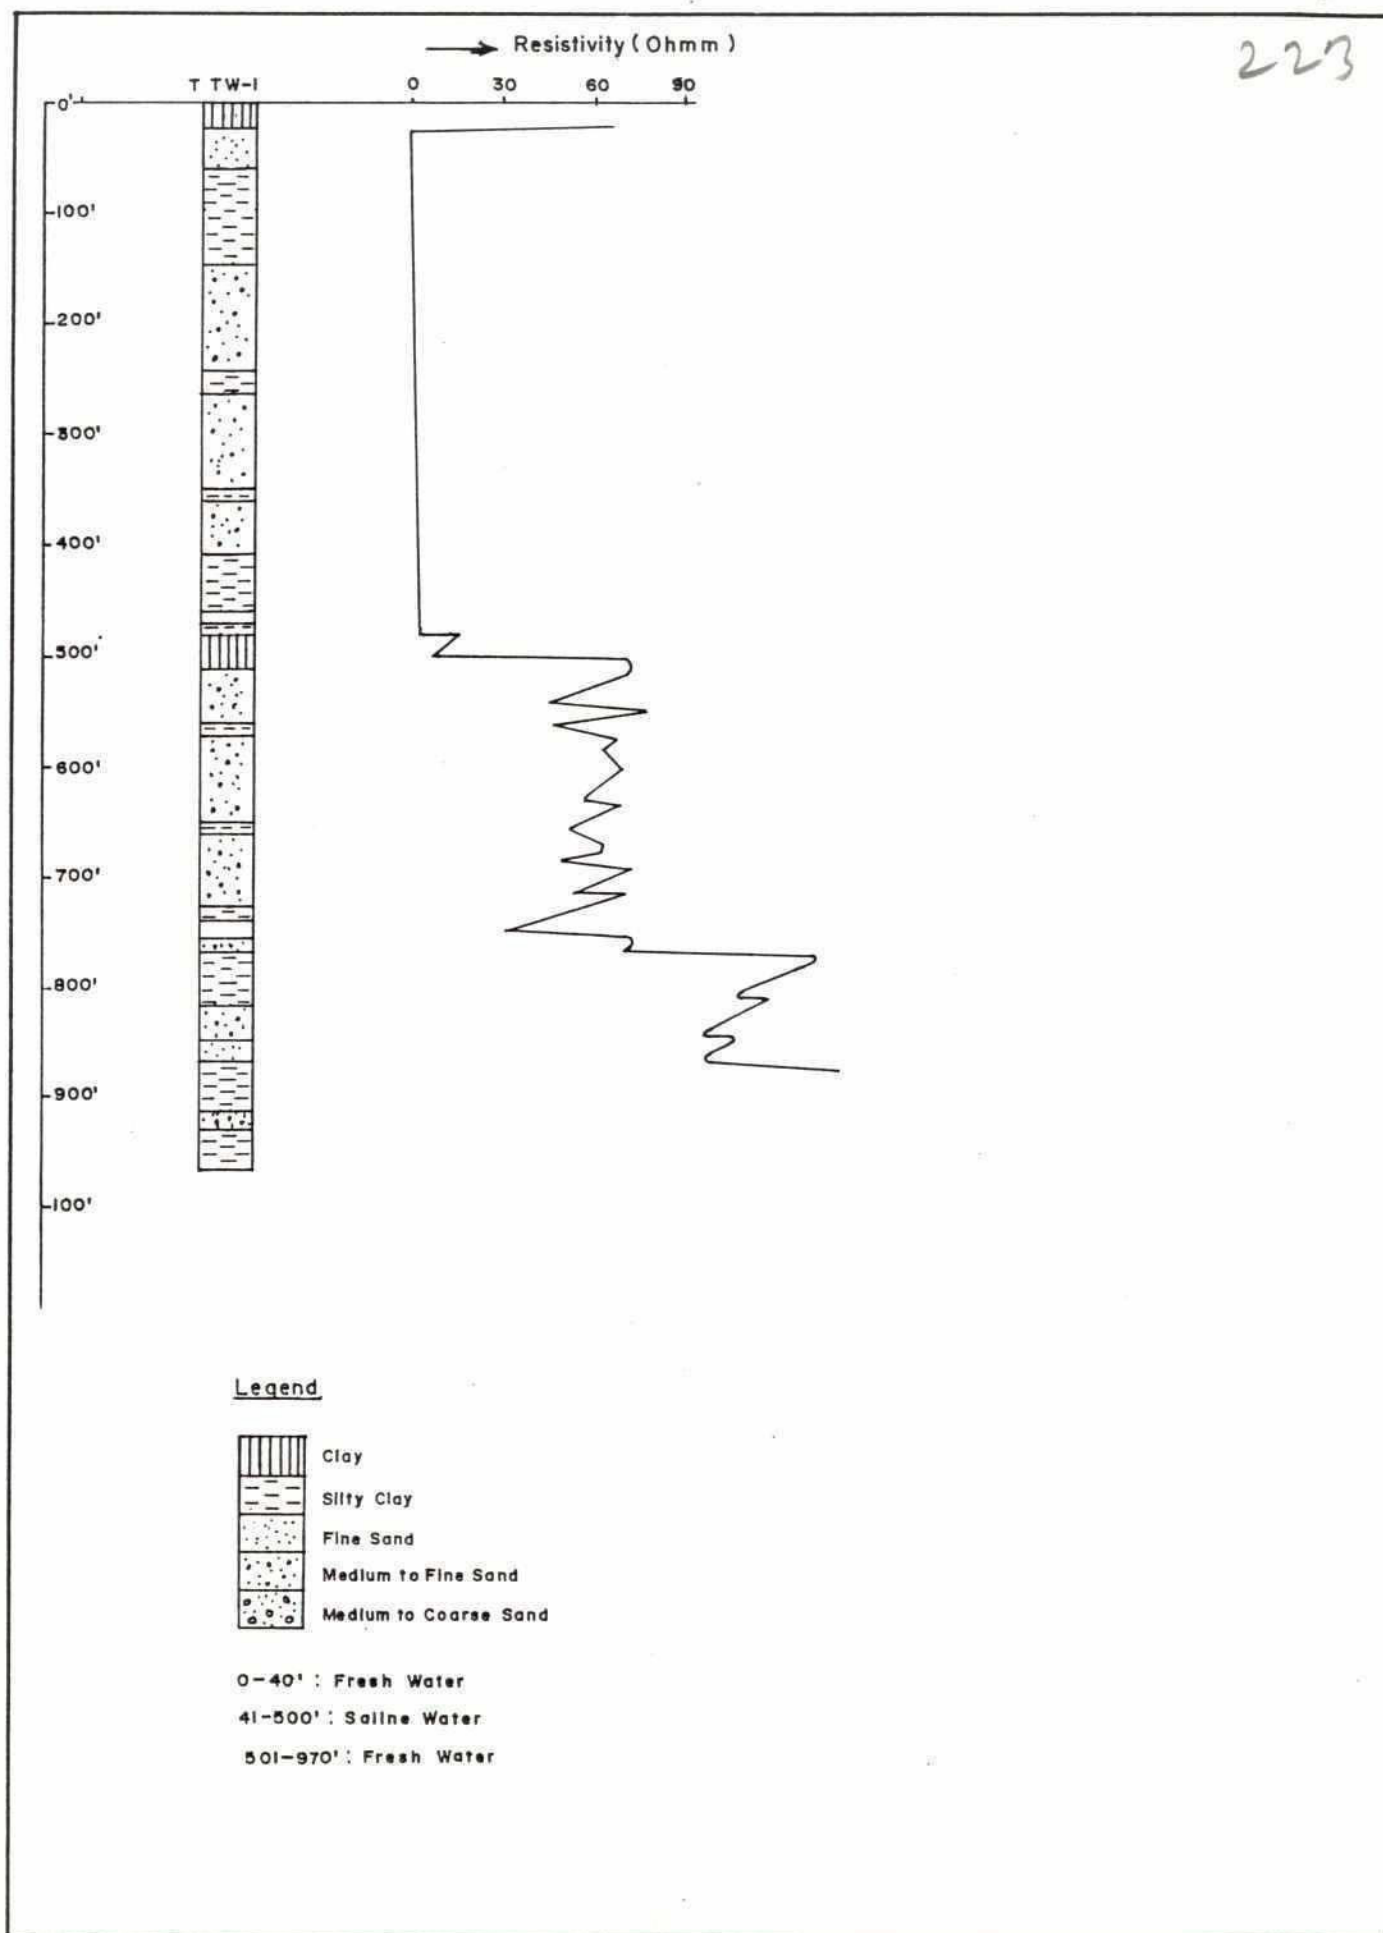 Resistivity (Ohmm)
223
T TW-1
0 30 60 90
0'
100'
200'
300'
400'
500'
600'
700'
800'
900'
100'
Legend
Clay
Silty Clay
Fine Sand
Medium to Fine Sand
Medium to Coarse Sand
0-40' : Fresh Water
41-500' : Saline Water
501-970' : Fresh Water